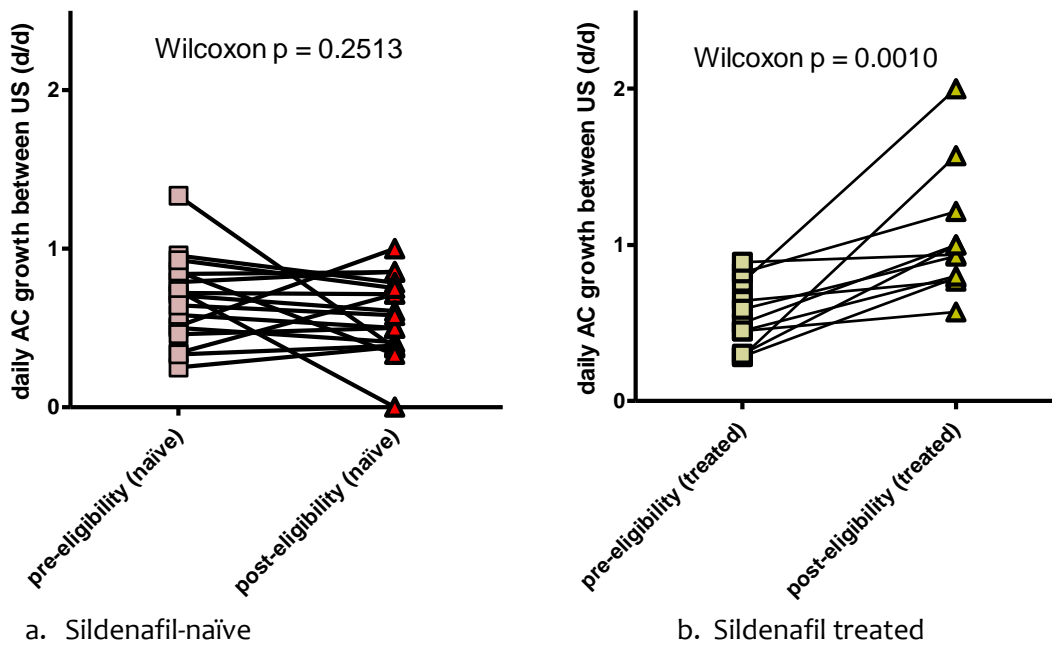 daily AC growth between US (d/d)
Wilcoxon p = 0.2513
2
1
0
pre-eligibility (naïve)
post-eligibility (naïve)
a. Sildenafil-naïve
daily AC growth between US (d/d)
Wilcoxon p = 0.0010
2
1
0
pre-eligibility (treated)
post-eligibility (treated)
b. Sildenafil treated